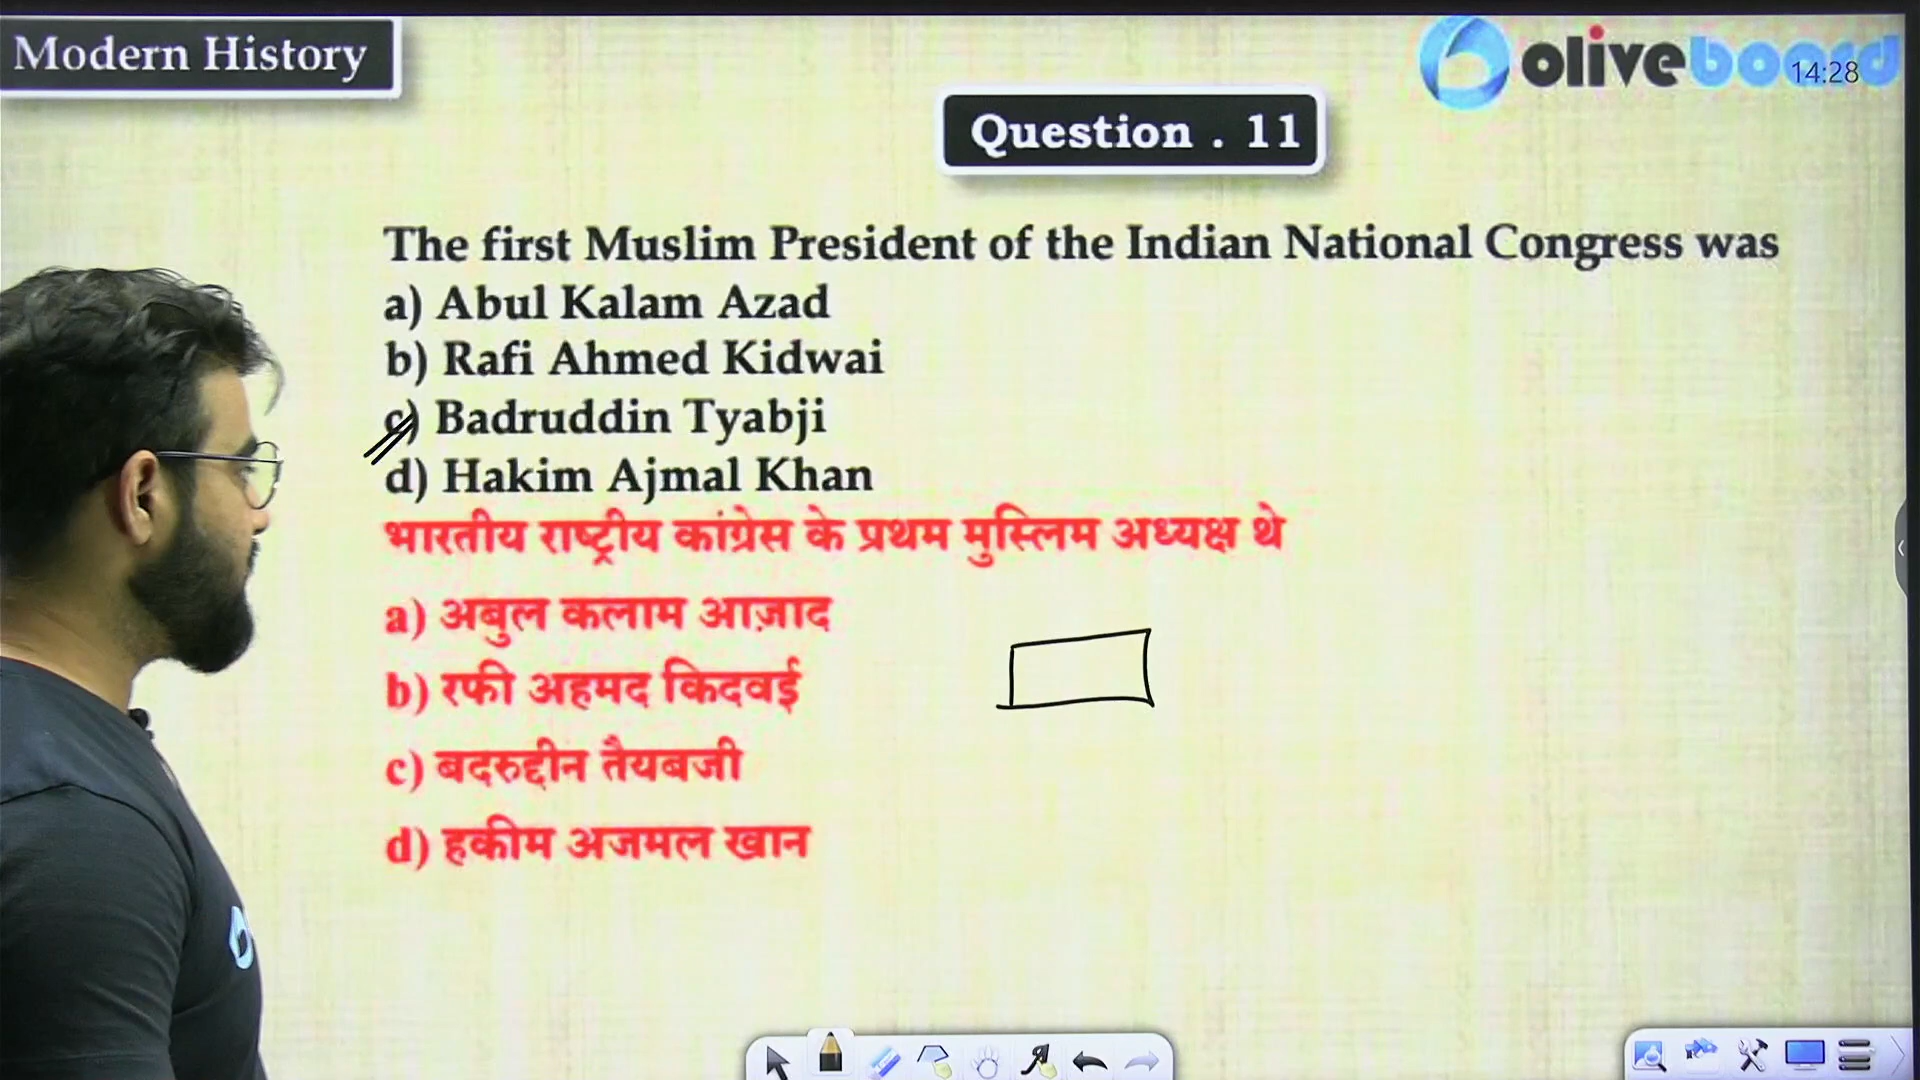 Modern History
oliveboard
14:28
Question . 11
The first Muslim President of the Indian National Congress was
a) Abul Kalam Azad
b) Rafi Ahmed Kidwai
c) Badruddin Tyabji
d) Hakim Ajmal Khan
भारतीय राष्ट्रीय कांग्रेस के प्रथम मुस्लिम अध्यक्ष थे
a) अबुल कलाम आज़ाद
b) रफी अहमद किदवई
c) बदरुद्दीन तैयबजी
d) हकीम अजमल खान